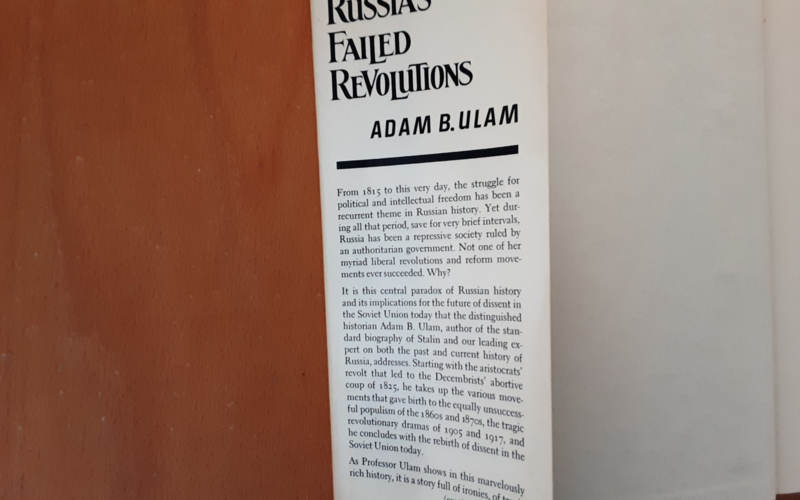 RUSSIA'S
FAILED
REVOLUTIONS
ADAM B. ULAM
From 1815 to this very day, the struggle for
political and intellectual freedom has been a
recurrent theme in Russian history. Yet dur-
ing all that period, save for very brief intervals,
Russia has been a repressive society ruled by
an authoritarian government. Not one of her
myriad liberal revolutions and reform move-
ments ever succeeded. Why?
It is this central paradox of Russian history
and its implications for the future of dissent in
the Soviet Union today that the distinguished
historian Adam B. Ulam, author of the stan-
dard biography of Stalin and our leading ex-
pert on both the past and current history of
Russia, addresses. Starting with the aristocrats'
revolt that led to the Decembrists' abortive
coup of 1825, he takes up the various move-
ments that gave birth to the equally unsuccess-
ful populism of the 1860s and 1870s, the tragic
revolutionary dramas of 1905 and 1917, and
he concludes with the rebirth of dissent in the
Soviet Union today.
As Professor Ulam shows in this marvelously
rich history, it is a story full of ironies, of